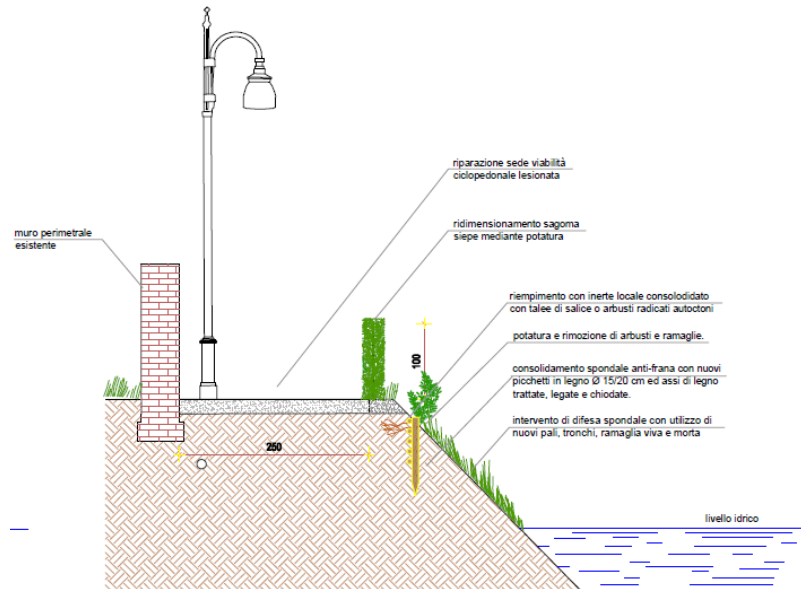 riparazione sede viabilità
ciclopedonale lesionata
muro perimetrale
esistente
ridimensionamento sagoma
siepe mediante potatura
riempimento con inerte locale consolodidato
con talee di salice o arbusti radicati autoctoni
potatura e rimozione di arbusti e ramaglie.
100
consolidamento spondale anti-frana con nuovi
picchetti in legno Ø 15/20 cm ed assi di legno
trattate, legate e chiodate.
intervento di difesa spondale con utilizzo di
nuovi pali, tronchi, ramaglia viva e morta
250
livello idrico